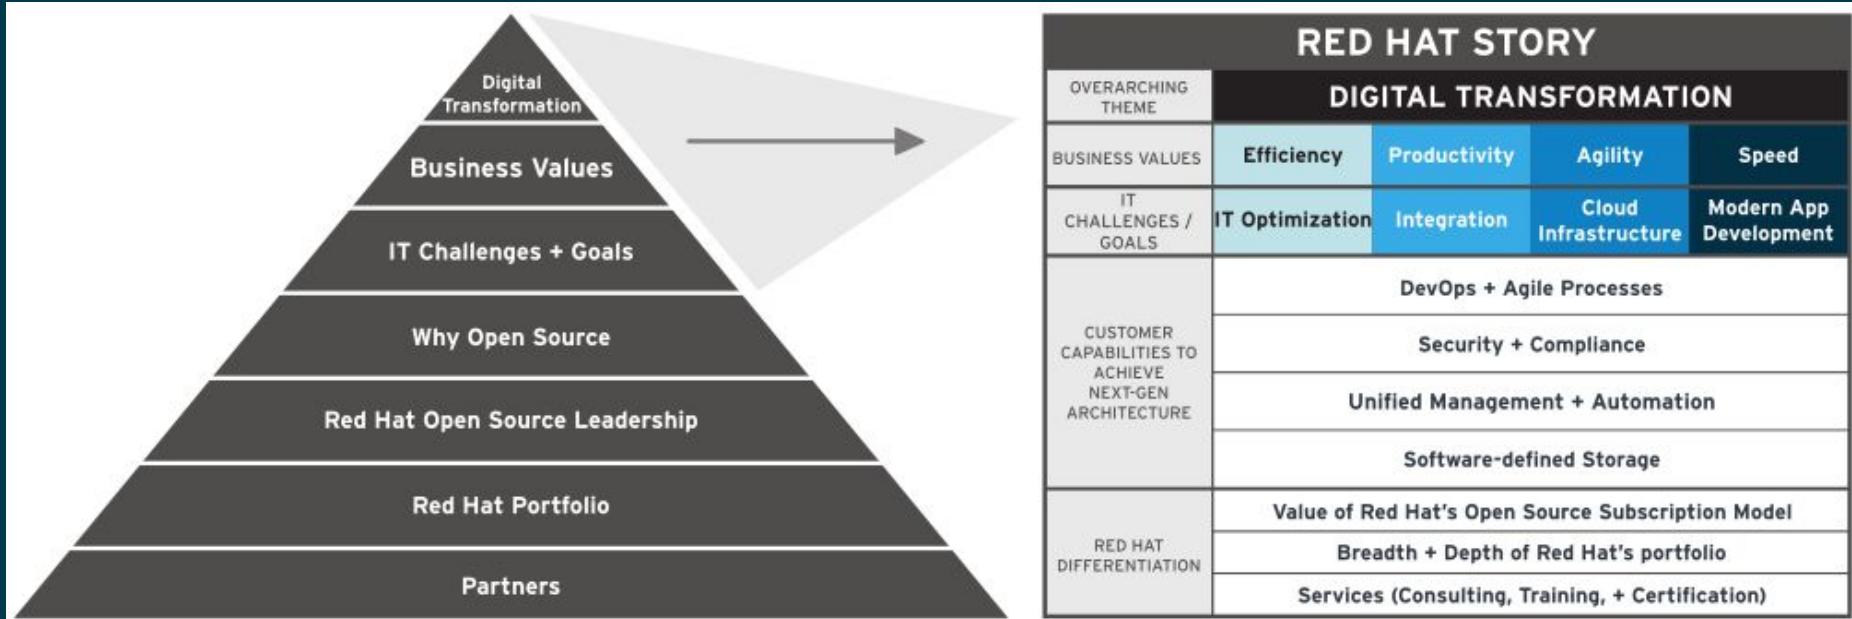 Digital
Transformation
Business Values
IT Challenges + Goals
Why Open Source
Red Hat Open Source Leadership
Red Hat Portfolio
Partners
RED HAT STORY
OVERARCHING
THEME
DIGITAL TRANSFORMATION
BUSINESS VALUES
Efficiency
Productivity
Agility
Speed
IT
CHALLENGES /
GOALS
IT Optimization
Integration
Cloud
Infrastructure
Modern App
Development
CUSTOMER
CAPABILITIES TO
ACHIEVE
NEXT-GEN
ARCHITECTURE
DevOps + Agile Processes
Security + Compliance
Unified Management + Automation
Software-defined Storage
RED HAT
DIFFERENTIATION
Value of Red Hat's Open Source Subscription Model
Breadth + Depth of Red Hat's portfolio
Services (Consulting, Training, + Certification)